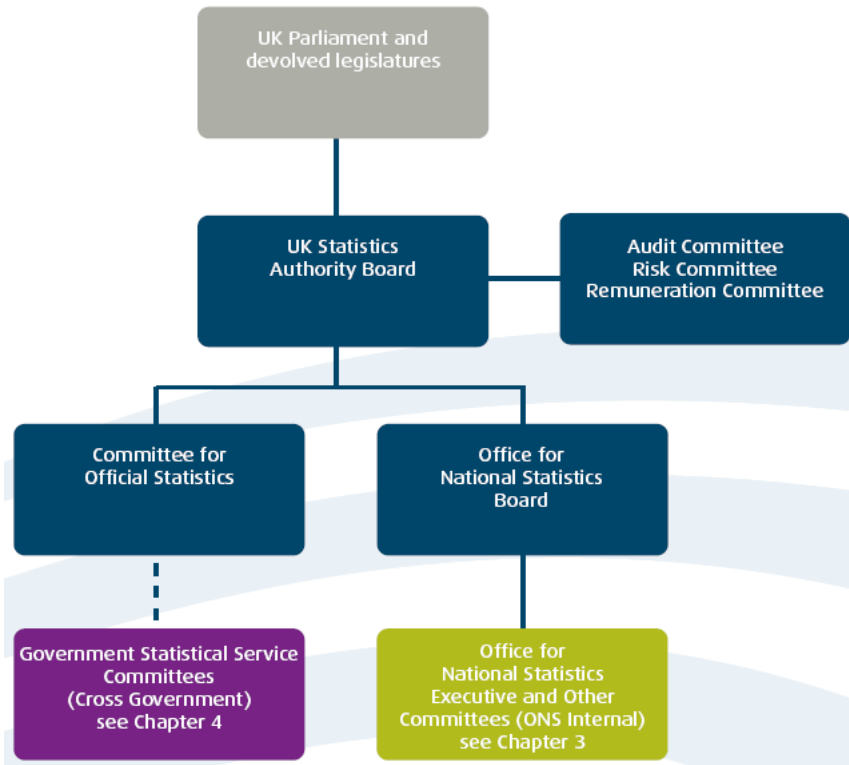 UK Parliament and
devolved legislatures
UK Statistics
Authority Board
Audit Committee
Risk Committee
Remuneration Committee
Committee for
Official Statistics
Office for
National Statistics
Board
Government Statistical Service
Committees
(Cross Government)
see Chapter 4
Office for
National Statistics
Executive and Other
Committees (ONS Internal)
see Chapter 3